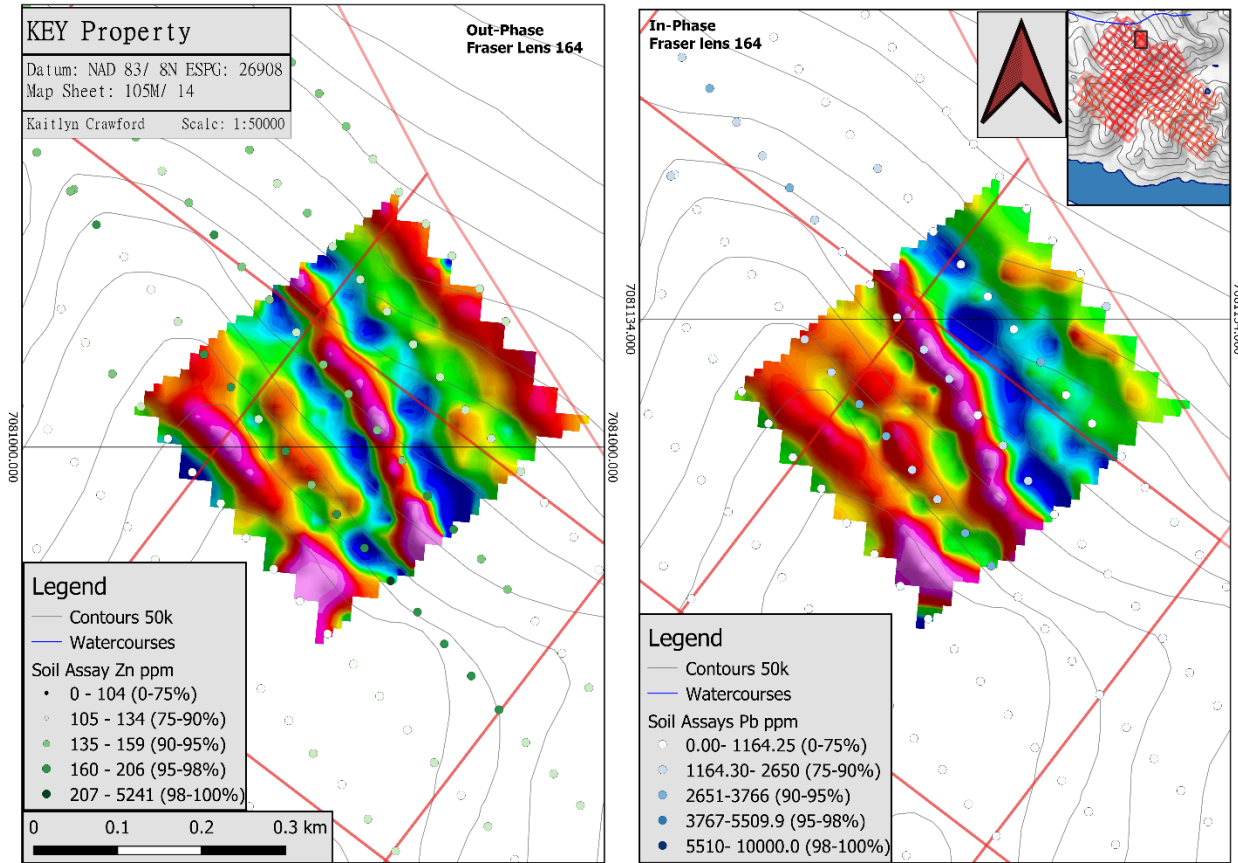 KEY Property
Datum: NAD 83/ 8N ESPG: 26908
Map Sheet: 105M/ 14
Kaitlyn Crawford Scale: 1:50000
Out-Phase
Fraser Lens 164
7081000.000
7081000.000
Legend
Contours 50k
Watercourses
Soil Assay Zn ppm
0 - 104 (0-75%)
105 - 134 (75-90%)
135 - 159 (90-95%)
160 - 206 (95-98%)
207 - 5241 (98-100%)
0 0.1 0.2 0.3 km
In-Phase
Fraser lens 164
7081134.000
7081134.000
Legend
Contours 50k
Watercourses
Soil Assays Pb ppm
0.00- 1164.25 (0-75%)
1164.30- 2650 (75-90%)
2651-3766 (90-95%)
3767-5509.9 (95-98%)
5510- 10000.0 (98-100%)